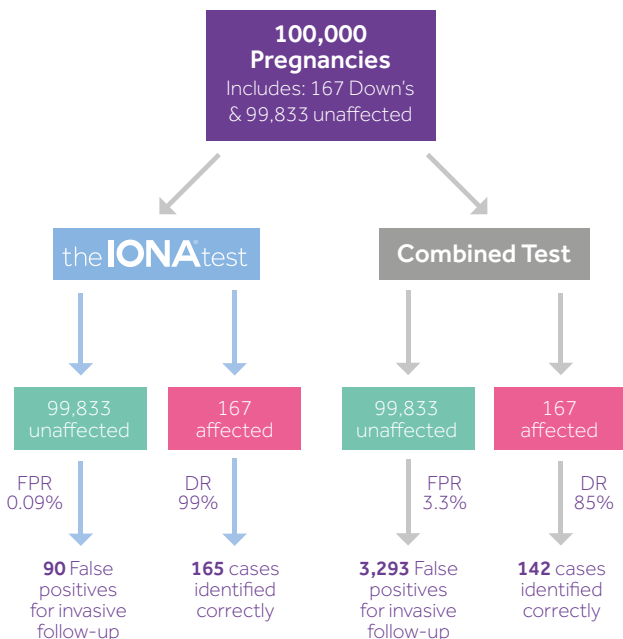 100,000
Pregnancies
Includes: 167 Down's
& 99,833 unaffected
the IONA® test
Combined Test
99,833
unaffected
167
affected
99,833
unaffected
167
affected
FPR
0.09%
DR
99%
FPR
3.3%
DR
85%
90 False
positives
for invasive
follow-up
165 cases
identified
correctly
3,293 False
positives
for invasive
follow-up
142 cases
identified
correctly